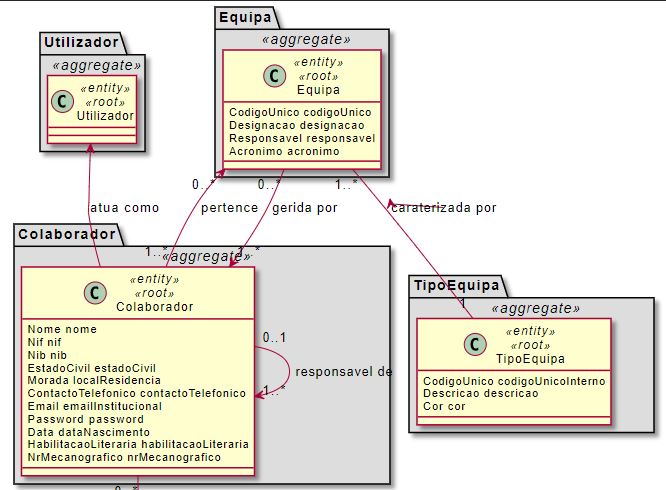 Utilizador
«aggregate»
C
«entity»
«root»
Utilizador
Equipa
«aggregate»
C
«entity»
«root»
Equipa
CodigoUnico codigoUnico
Designacao designacao
Responsavel responsavel
Acronimo acronimo
0..*
0..*
1..*
atua como
pertence
gerida por
caraterizada por
1..*
1..*
1
Colaborador
«aggregate»
C
«entity»
«root»
Colaborador
Nome nome
Nif nif
Nib nib
EstadoCivil estadoCivil
Morada localResidencia
ContactoTelefonico contactoTelefonico
Email emailInstitucional
Password password
Data dataNascimento
HabilitacaoLiteraria habilitacaoLiteraria
NrMecanografico nrMecanografico
0..1
responsavel de
1..*
0..*
TipoEquipa
«aggregate»
C
«entity»
«root»
TipoEquipa
CodigoUnico codigoUnicoInterno
Descricao descricao
Cor cor